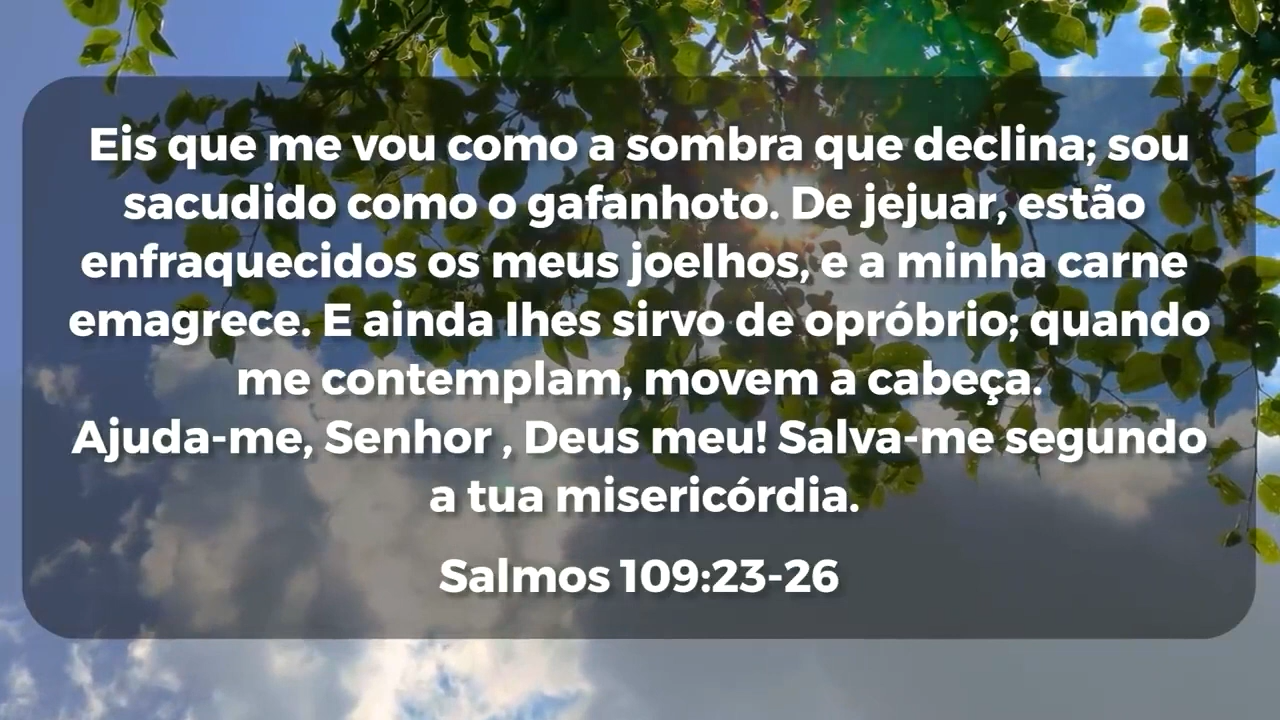 Eis que me vou como a sombra que declina; sou
sacudido como o gafanhoto. De jejuar, estão
enfraquecidos os meus joelhos, e a minha carne
emagrece. E ainda lhes sirvo de opróbrio; quando
me contemplam, movem a cabeça.
Ajuda-me, Senhor , Deus meu! Salva-me segundo
a tua misericórdia.
Salmos 109:23-26